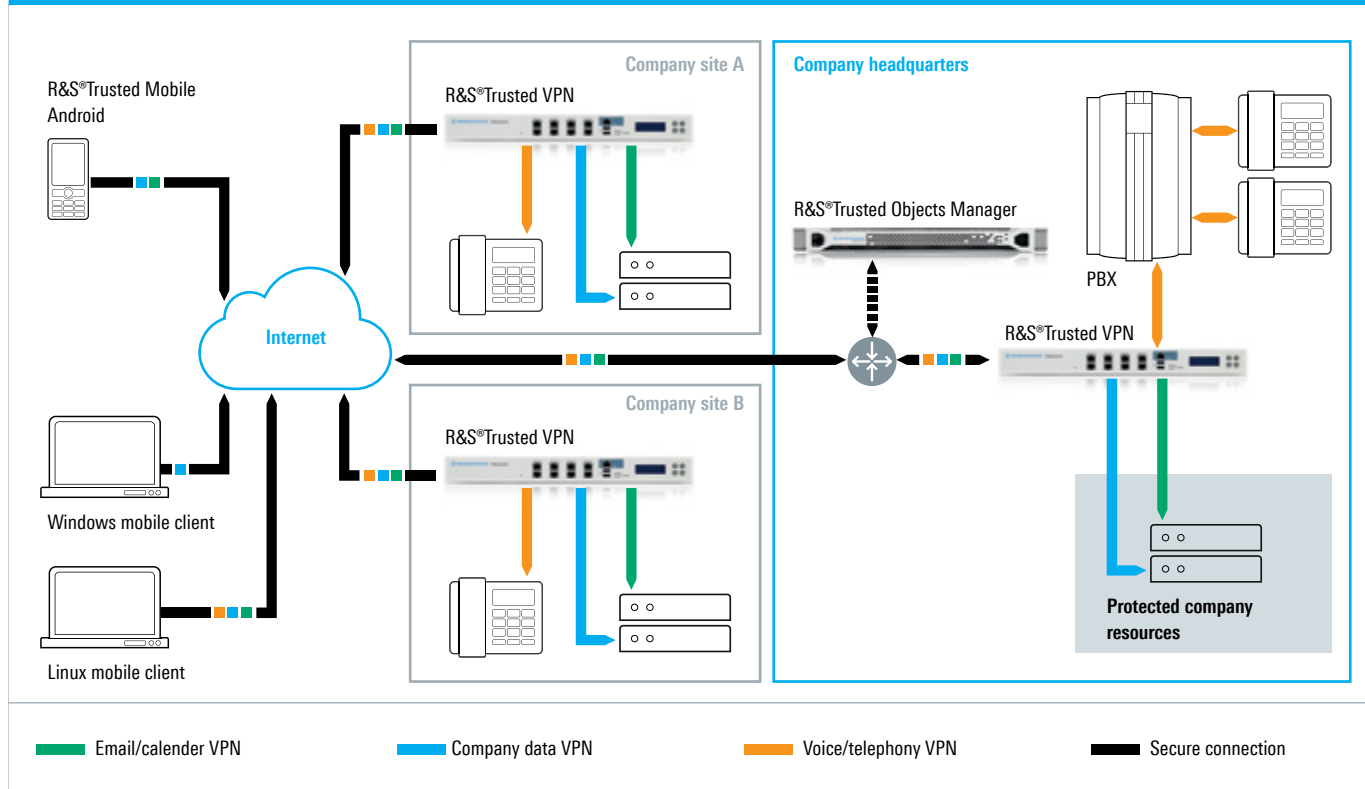 R&S®Trusted Mobile
Android
Company site A
R&S®Trusted VPN
Company headquarters
R&S®Trusted Objects Manager
PBX
R&S®Trusted VPN
Internet
Company site B
R&S®Trusted VPN
Windows mobile client
Linux mobile client
Protected company
resources
Email/calender VPN
Company data VPN
Voice/telephony VPN
Secure connection